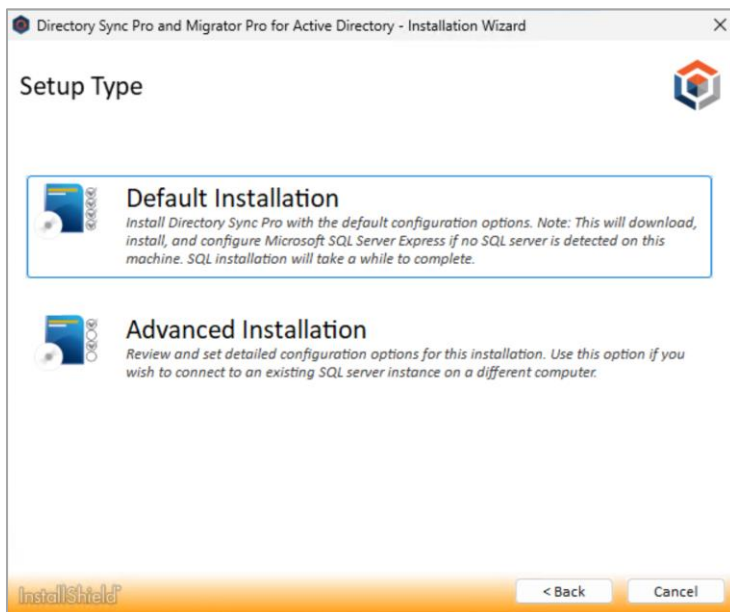 Directory Sync Pro and Migrator Pro for Active Directory - Installation Wizard
Setup Type
Default Installation
Install Directory Sync Pro with the default configuration options. Note: This will download,
install, and configure Microsoft SQL Server Express if no SQL server is detected on this
machine. SQL installation will take a while to complete.
Advanced Installation
Review and set detailed configuration options for this installation. Use this option if you
wish to connect to an existing SQL server instance on a different computer.
InstallShield
< Back
Cancel